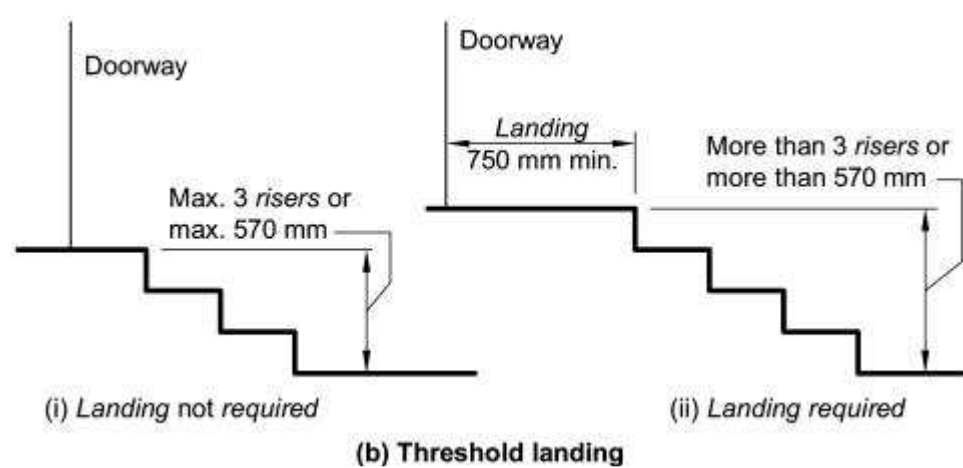 Doorway
Max. 3 risers or
max. 570 mm
(i) Landing not required
Doorway
Landing
750 mm min.
More than 3 risers or
more than 570 mm
(ii) Landing required
(b) Threshold landing